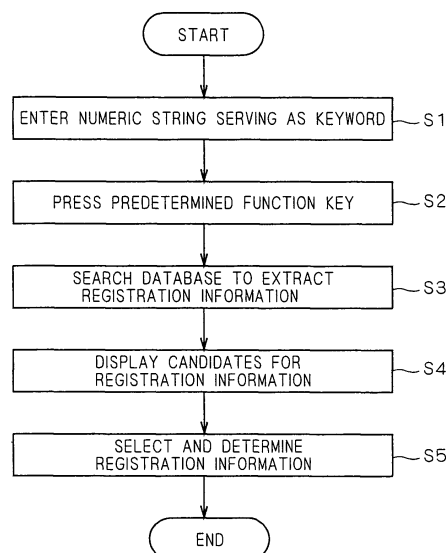 START
ENTER NUMERIC STRING SERVING AS KEYWORD
S1
PRESS PREDETERMINED FUNCTION KEY
S2
SEARCH DATABASE TO EXTRACT
REGISTRATION INFORMATION
S3
DISPLAY CANDIDATES FOR
REGISTRATION INFORMATION
S4
SELECT AND DETERMINE
REGISTRATION INFORMATION
S5
END